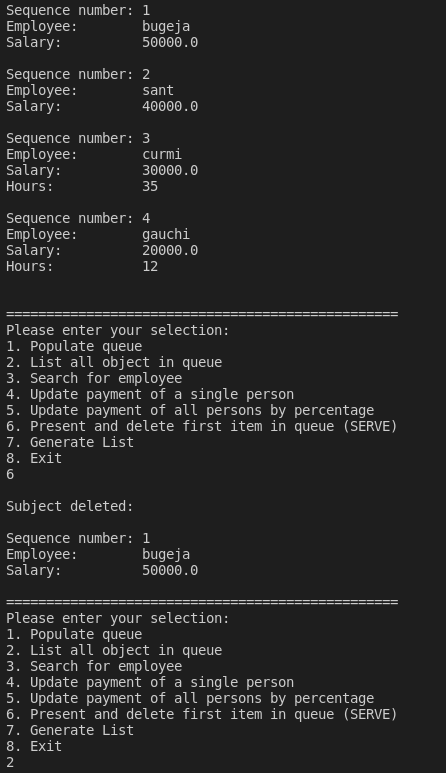 Sequence number: 1
Employee:        bugeja
Salary:          50000.0

Sequence number: 2
Employee:        sant
Salary:          40000.0

Sequence number: 3
Employee:        curmi
Salary:          30000.0
Hours:           35

Sequence number: 4
Employee:        gauchi
Salary:          20000.0
Hours:           12


=================================================
Please enter your selection:
1. Populate queue
2. List all object in queue
3. Search for employee
4. Update payment of a single person
5. Update payment of all persons by percentage
6. Present and delete first item in queue (SERVE)
7. Generate List
8. Exit
6

Subject deleted:

Sequence number: 1
Employee:        bugeja
Salary:          50000.0

=================================================
Please enter your selection:
1. Populate queue
2. List all object in queue
3. Search for employee
4. Update payment of a single person
5. Update payment of all persons by percentage
6. Present and delete first item in queue (SERVE)
7. Generate List
8. Exit
2